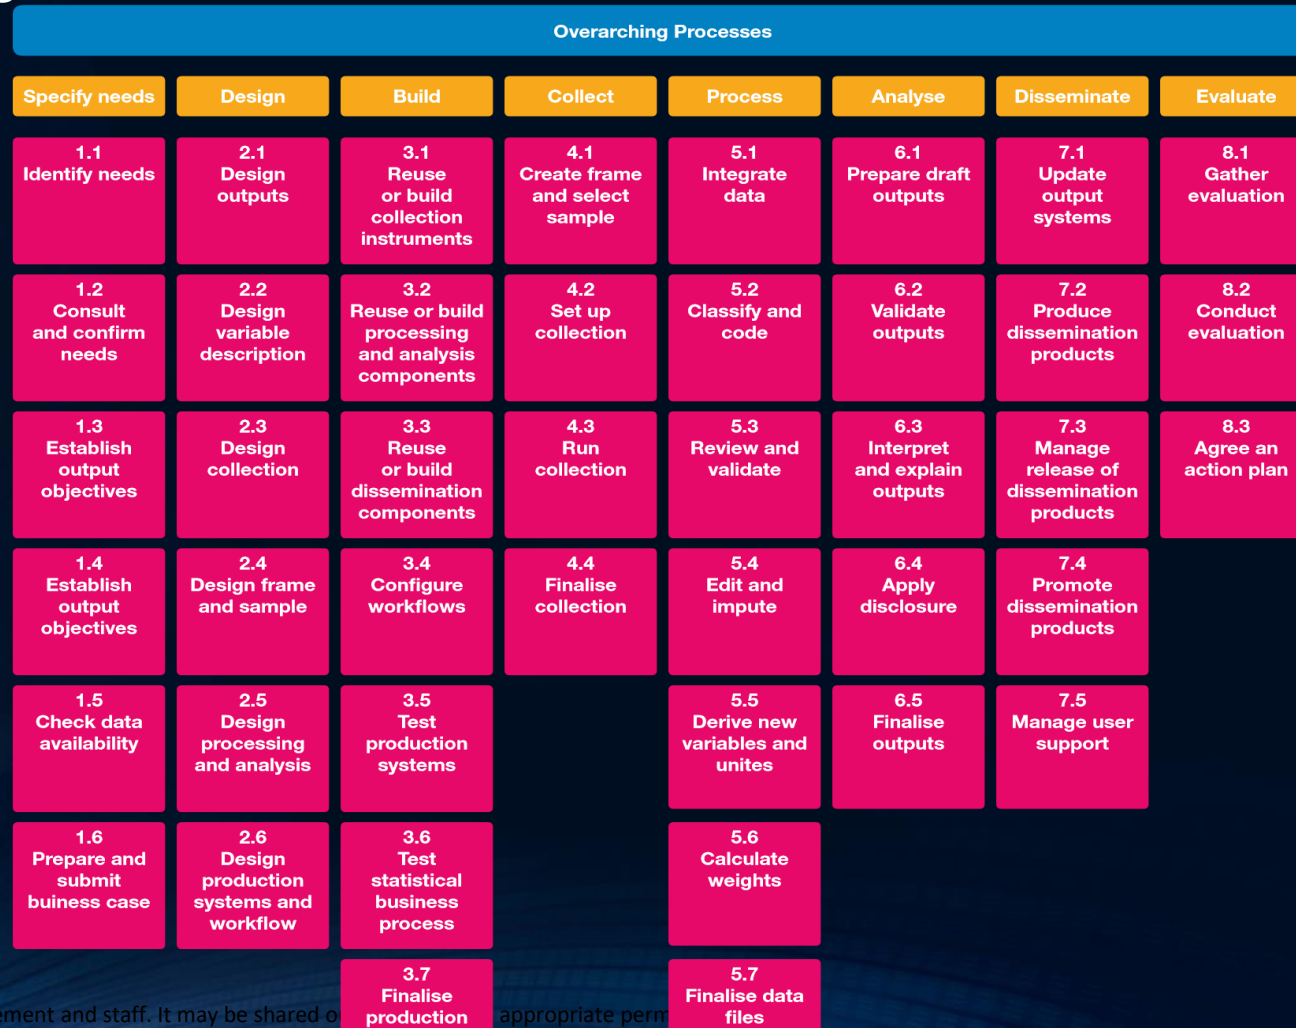 Overarching Processes
Specify needs
Design
Build
Collect
Process
Analyse
Disseminate
Evaluate
1.1
Identify needs
2.1
Design
outputs
3.1
Reuse
or build
collection
instruments
4.1
Create frame
and select
sample
5.1
Integrate
data
6.1
Prepare draft
outputs
7.1
Update
output
systems
8.1
Gather
evaluation
1.2
Consult
and confirm
needs
2.2
Design
variable
description
3.2
Reuse or build
processing
and analysis
components
4.2
Set up
collection
5.2
Classify and
code
6.2
Validate
outputs
7.2
Produce
dissemination
products
8.2
Conduct
evaluation
1.3
Establish
output
objectives
2.3
Design
collection
3.3
Reuse
or build
dissemination
components
4.3
Run
collection
5.3
Review and
validate
6.3
Interpret
and explain
outputs
7.3
Manage
release of
dissemination
products
8.3
Agree an
action plan
1.4
Establish
output
objectives
2.4
Design frame
and sample
3.4
Configure
workflows
4.4
Finalise
collection
5.4
Edit and
impute
6.4
Apply
disclosure
7.4
Promote
dissemination
products
1.5
Check data
availability
2.5
Design
processing
and analysis
3.5
Test
production
systems
5.5
Derive new
variables and
unites
6.5
Finalise
outputs
7.5
Manage user
support
1.6
Prepare and
submit
buiness case
2.6
Design
production
systems and
workflow
3.6
Test
statistical
business
process
5.6
Calculate
weights
3.7
Finalise
production
5.7
Finalise data
files
and staff. It may be shared appropriate